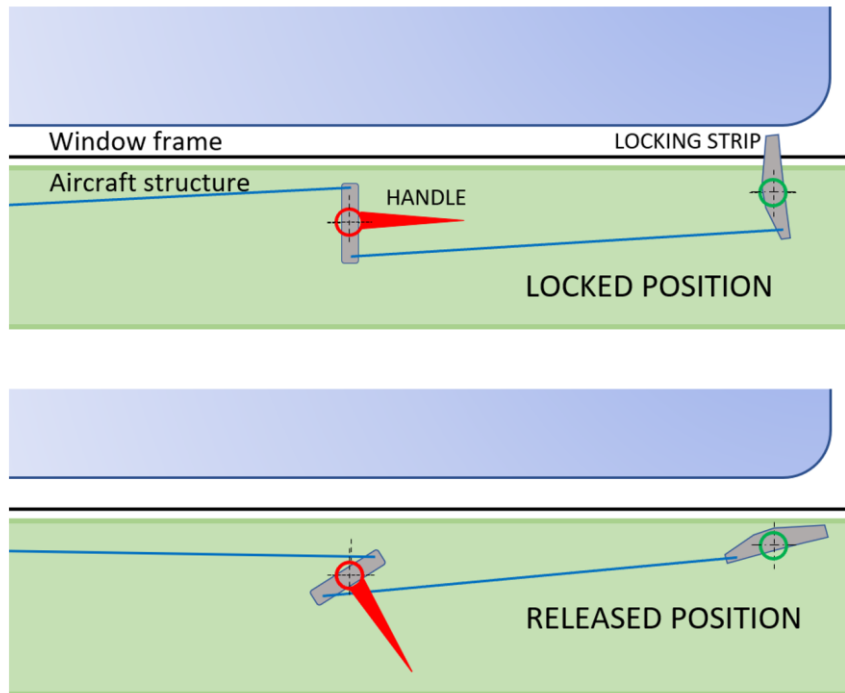 Window frame
LOCKING STRIP
Aircraft structure
HANDLE
LOCKED POSITION
RELEASED POSITION